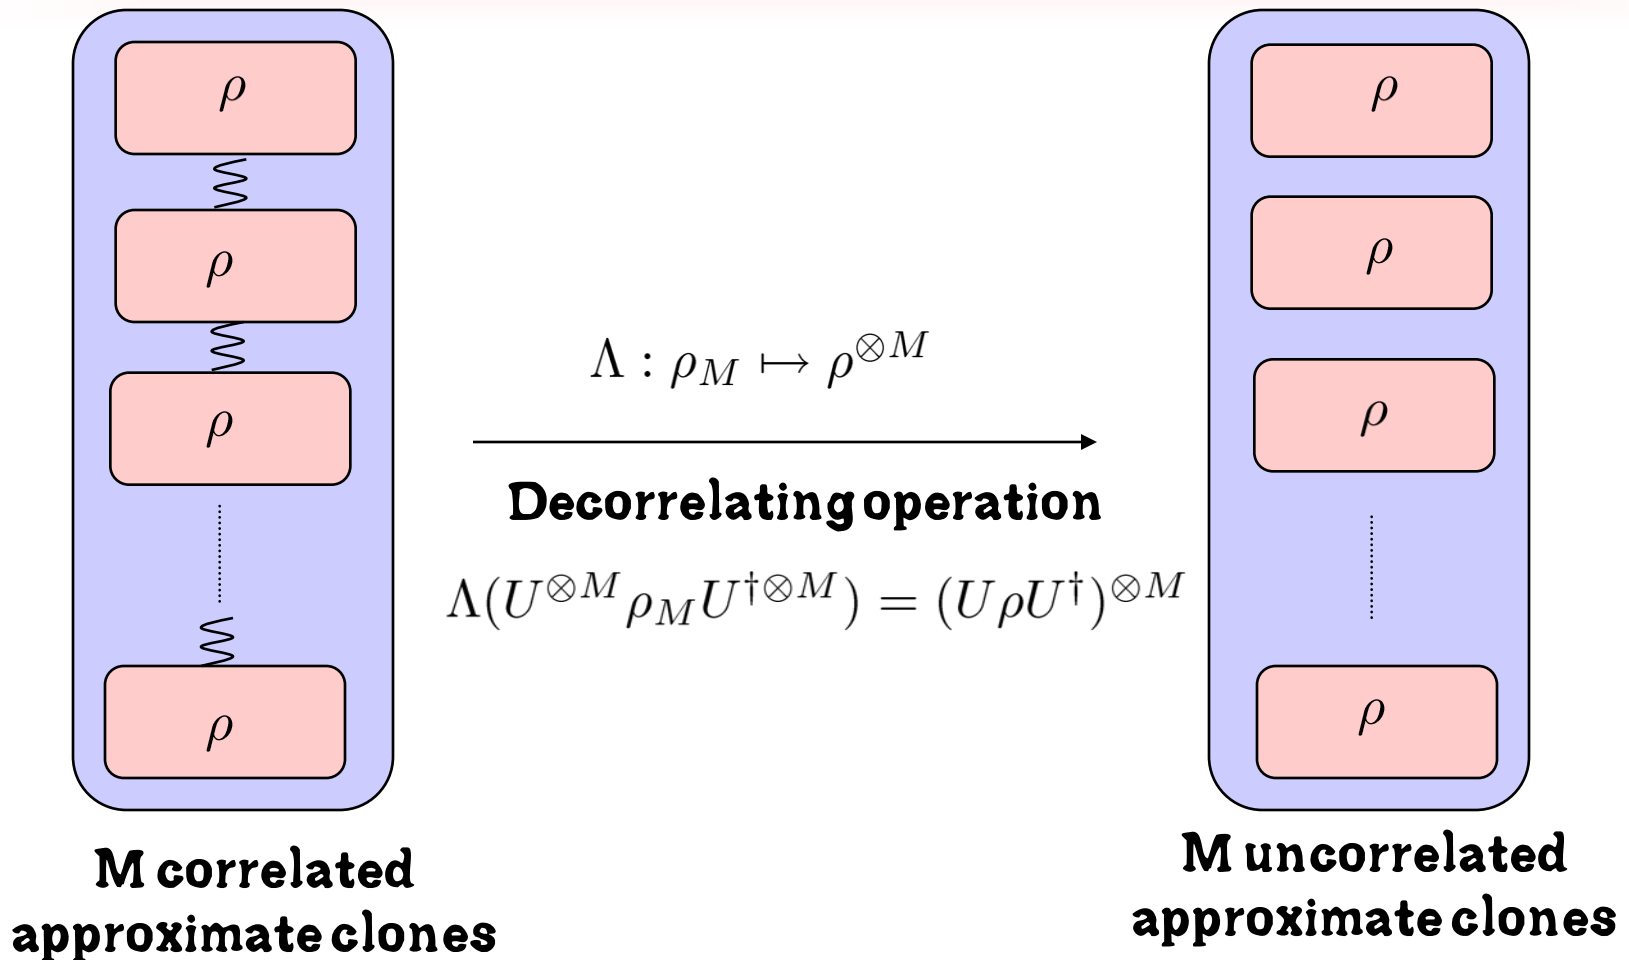 ρ
ρ
ρ
ρ
M correlated
approximate clones
Λ : ρ_M ↦ ρ^{⊗M}
Decorrelating operation
Λ(U^{⊗M} ρ_M U^{†⊗M}) = (UρU^†)^{⊗M}
ρ
ρ
ρ
ρ
M uncorrelated
approximate clones